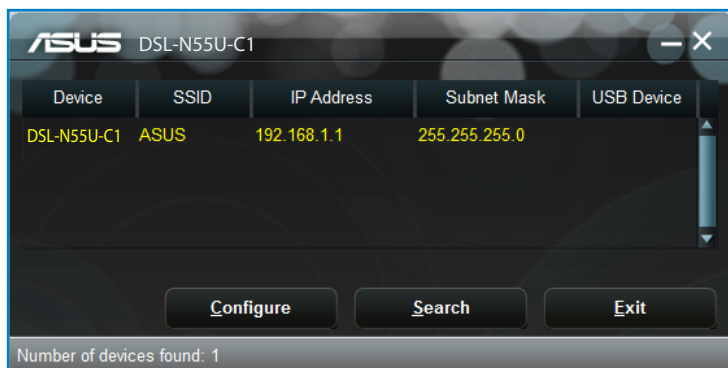 ASUS DSL-N55U-C1
Device SSID IP Address Subnet Mask USB Device
DSL-N55U-C1 ASUS 192.168.1.1 255.255.255.0
Configure Search Exit
Number of devices found: 1